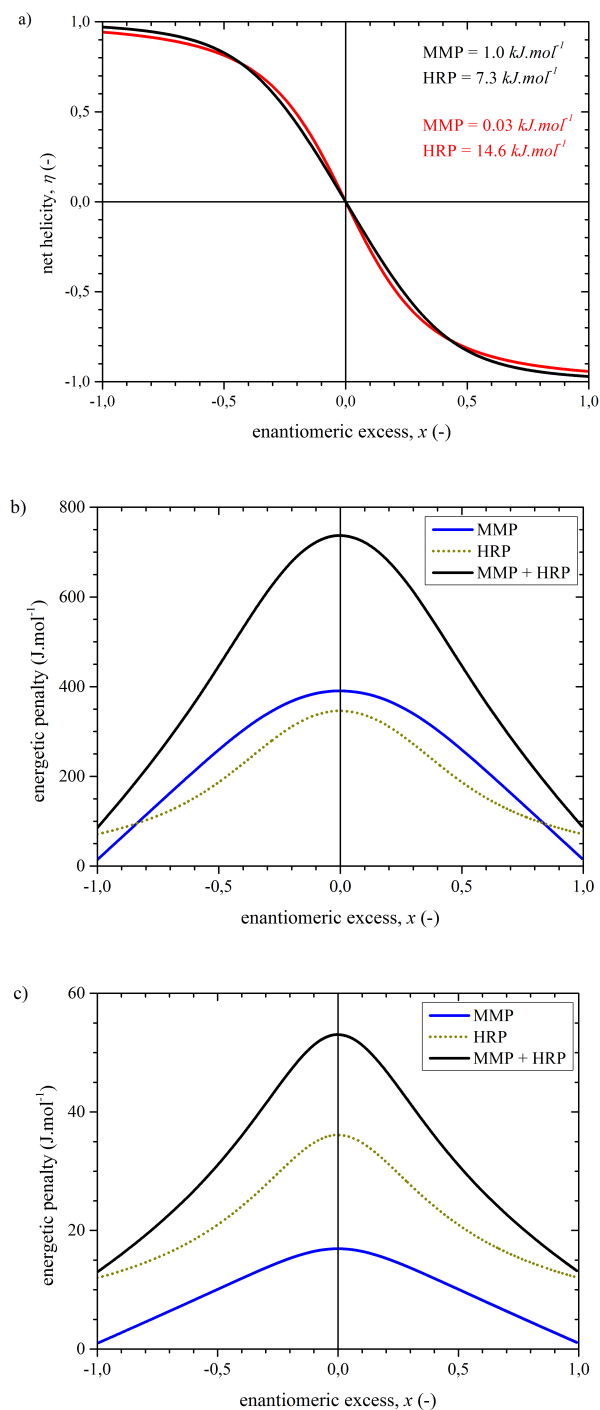 a)
1,0
0,5
0,0
-0,5
-1,0
net helicity, η (-)
MMP = 1.0 kJ.mol⁻¹
HRP = 7.3 kJ.mol⁻¹
MMP = 0.03 kJ.mol⁻¹
HRP = 14.6 kJ.mol⁻¹
-1,0 -0,5 0,0 0,5 1,0
enantiomeric excess, x (-)
b)
800
600
400
200
0
energetic penalty (J.mol⁻¹)
MMP
HRP
MMP + HRP
-1,0 -0,5 0,0 0,5 1,0
enantiomeric excess, x (-)
c)
60
40
20
0
energetic penalty (J.mol⁻¹)
MMP
HRP
MMP + HRP
-1,0 -0,5 0,0 0,5 1,0
enantiomeric excess, x (-)